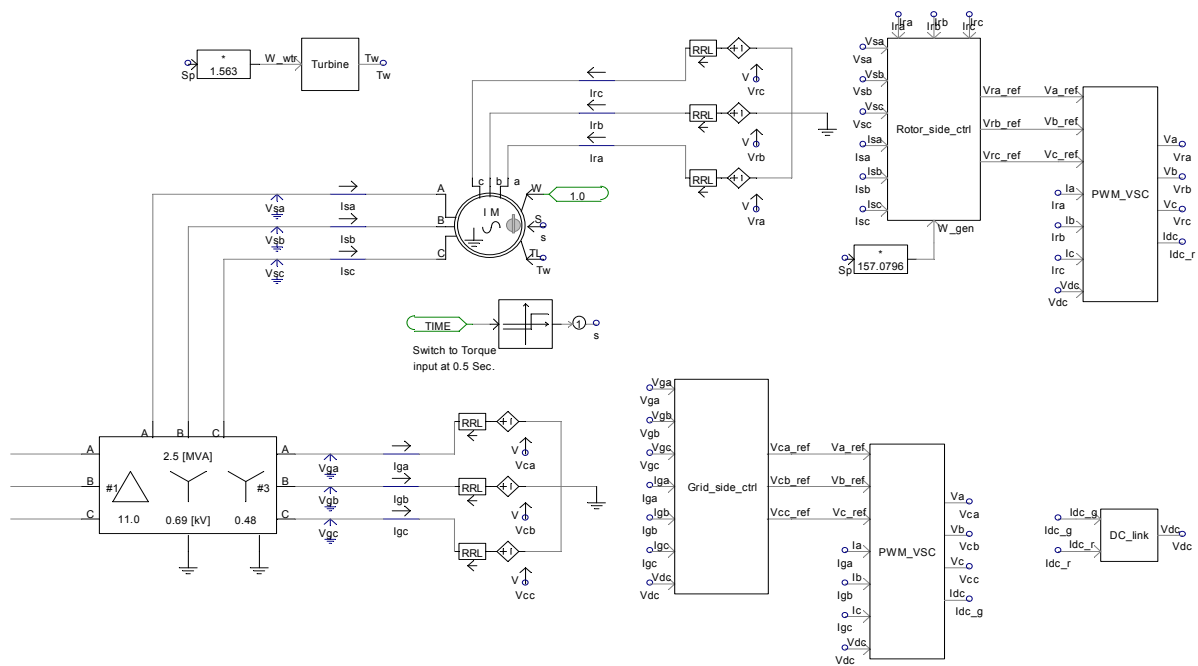 Sp
*
1.563
W_wtr
Turbine
Tw
Tw
RRL
+
V
Vrc
Irc
RRL
+
V
Vrb
Irb
RRL
+
V
Vra
Ira
c
b
a
A
B
C
I M
W
1.0
S
s
TL
Tw
Vsa
Isa
Vsb
Isb
Vsc
Isc
TIME
1
s
Switch to Torque
input at 0.5 Sec.
Ira
Irb
Irc
Ira
Irb
Irc
Vsa
Vsa
Vsb
Vsb
Vsc
Vsc
Isa
Isa
Isb
Isb
Isc
Isc
Rotor_side_ctrl
Vra_ref
Vrb_ref
Vrc_ref
W_gen
Sp
*
157.0796
Va_ref
Vb_ref
Vc_ref
Ia
Ira
Ib
Irb
Ic
Irc
Vdc
Vdc
PWM_VSC
Va
Vra
Vb
Vrb
Vc
Vrc
Idc
Idc_r
A
B
C
A
B
C
2.5 [MVA]
#1
#3
11.0
0.69 [kV]
0.48
A
B
C
Vga
Iga
Vgb
Igb
Vgc
Igc
RRL
+
V
Vca
RRL
+
V
Vcb
RRL
+
V
Vcc
Vga
Vga
Vgb
Vgb
Vgc
Vgc
Iga
Iga
Igb
Igb
Igc
Igc
Vdc
Vdc
Grid_side_ctrl
Vca_ref
Vcb_ref
Vcc_ref
Va_ref
Vb_ref
Vc_ref
Ia
Iga
Ib
Igb
Ic
Igc
Vdc
Vdc
PWM_VSC
Va
Vca
Vb
Vcb
Vc
Vcc
Idc
Idc_g
Idc_g
Idc_g
Idc_r
Idc_r
DC_link
Vdc
Vdc